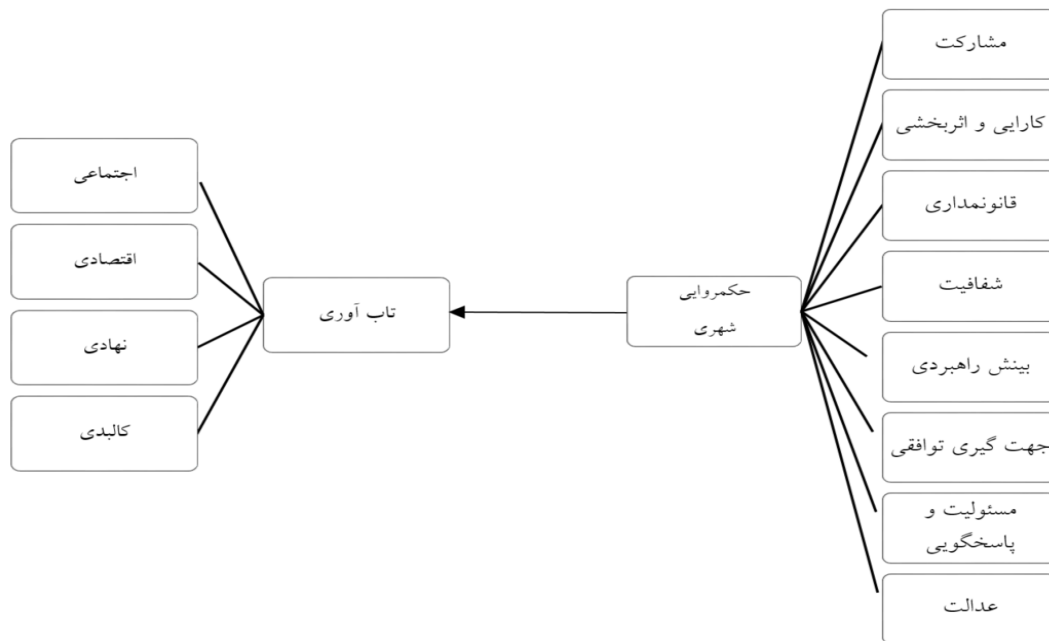 مشارکت
کارایی و اثربخشی
قانونمداری
شفافیت
بینش راهبردی
جهت گیری توافقی
مسئولیت و
پاسخگویی
عدالت
حکمروایی
شهری
تاب آوری
اجتماعی
اقتصادی
نهادی
کالبدی